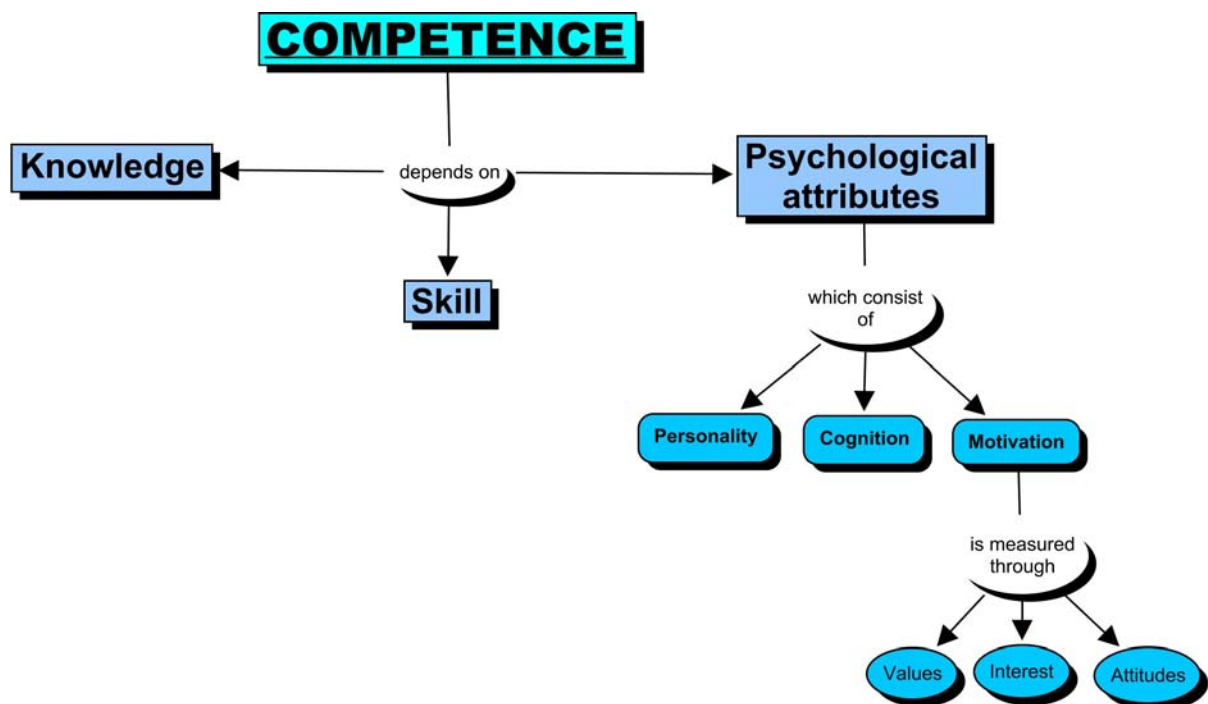 COMPETENCE
Knowledge
depends on
Psychological
attributes
Skill
which consist
of
Personality
Cognition
Motivation
is measured
through
Values
Interest
Attitudes